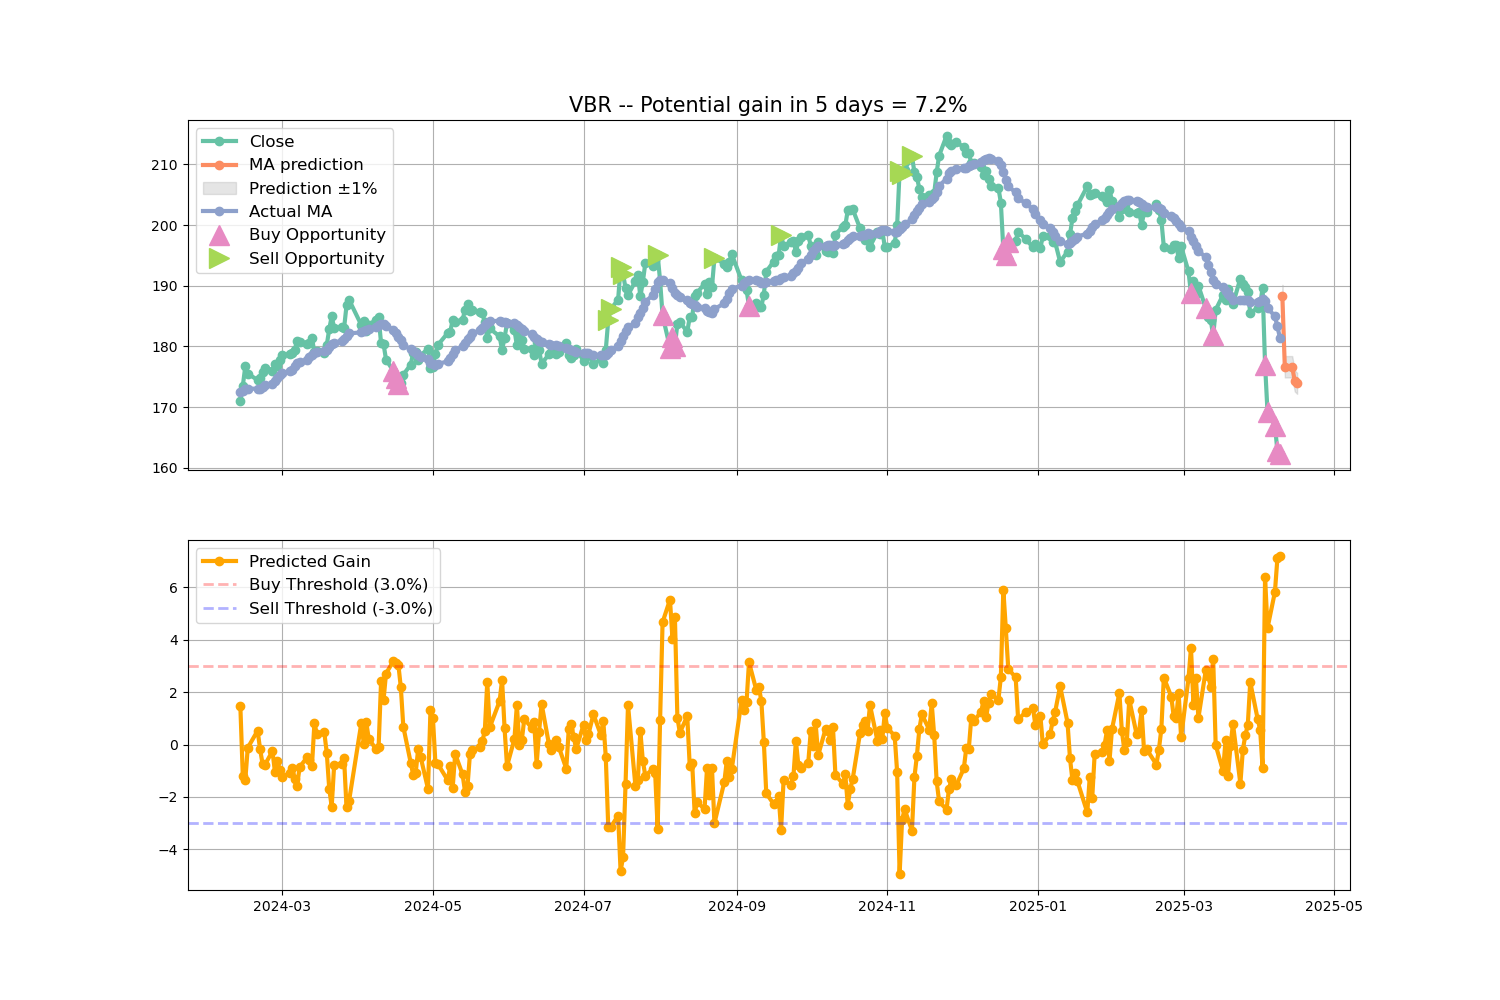 VBR -- Potential gain in 5 days = 7.2%
Close
MA prediction
Prediction ±1%
Actual MA
Buy Opportunity
Sell Opportunity
210
200
190
180
170
160
Predicted Gain
Buy Threshold (3.0%)
Sell Threshold (-3.0%)
6
4
2
0
−2
−4
2024-03 2024-05 2024-07 2024-09 2024-11 2025-01 2025-03 2025-05